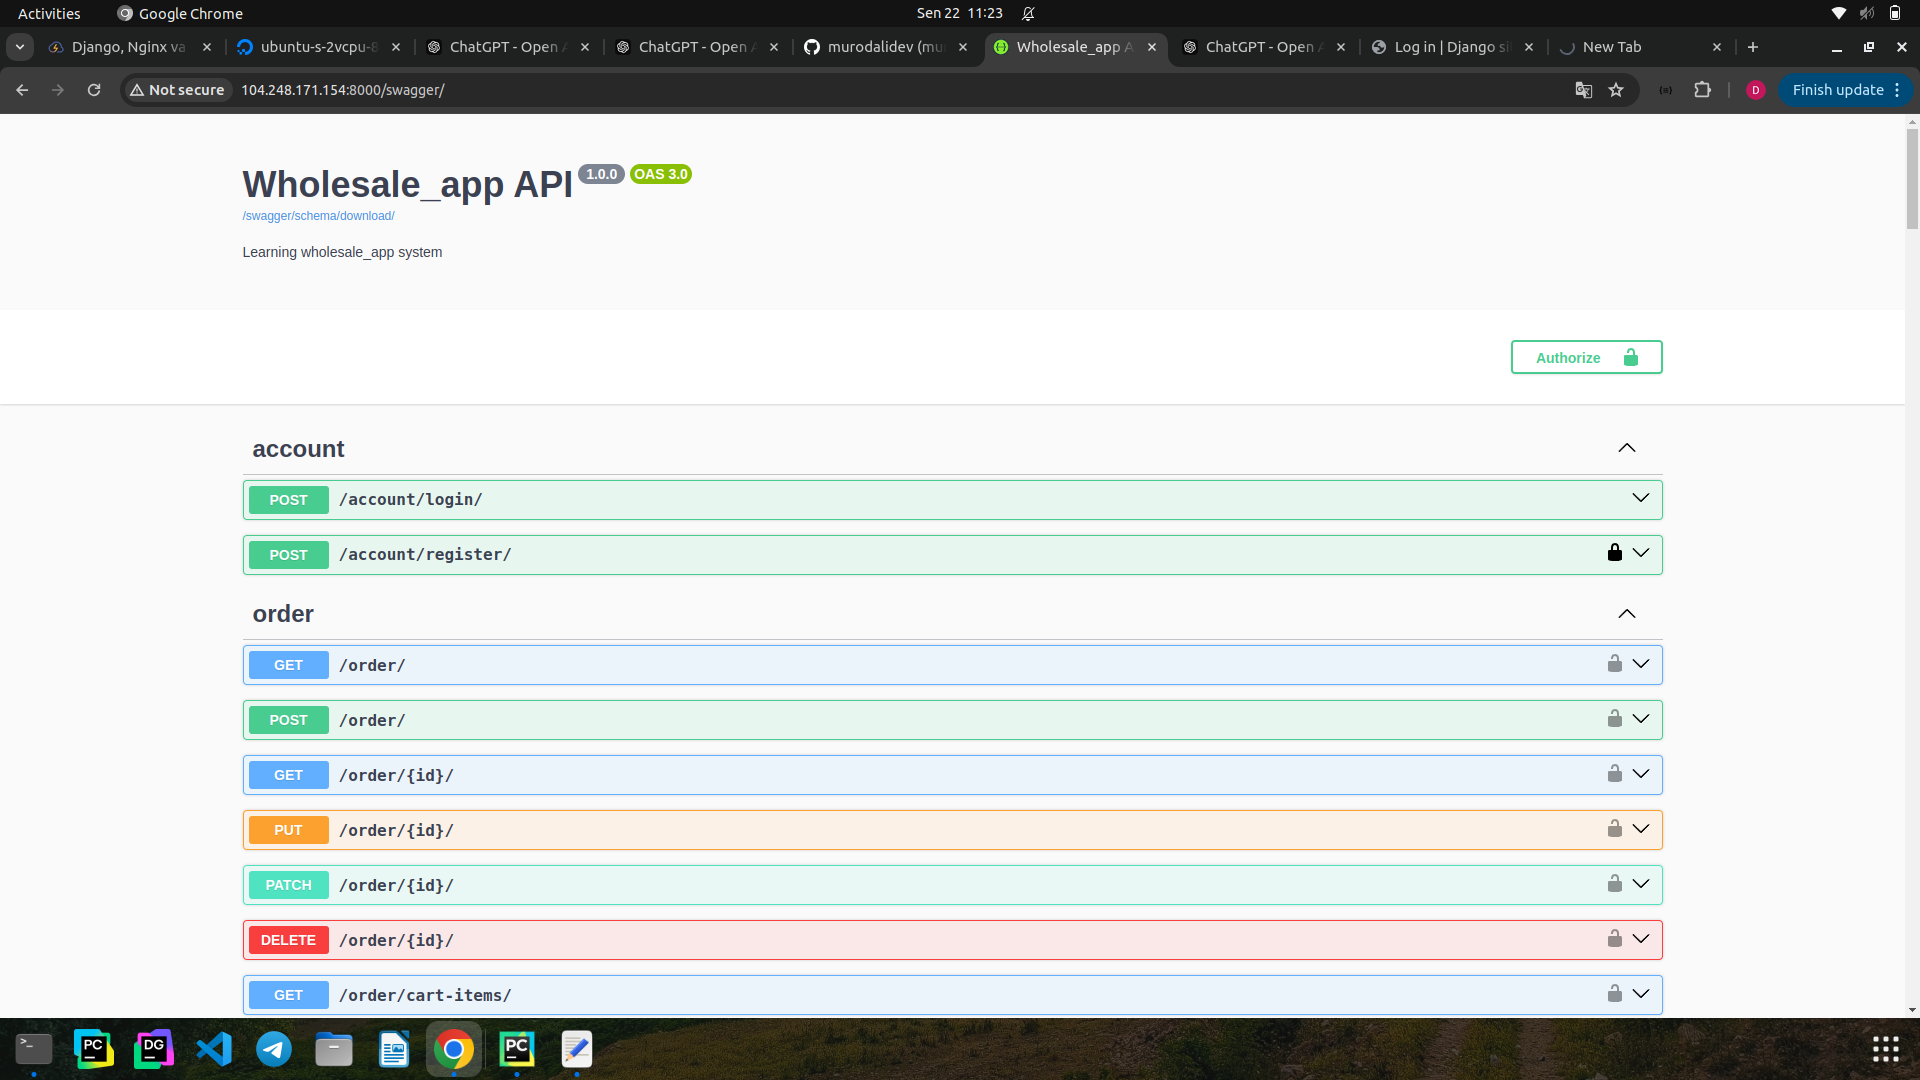 Activities
Google Chrome
Sen 22 11:23
Django, Nginx va
ubuntu-s-2vcpu-8
ChatGPT - Open A
ChatGPT - Open A
murodalidev (mu
Wholesale_app A
ChatGPT - Open A
Log in | Django si
New Tab
Not secure
104.248.171.154:8000/swagger/
D
Finish update
Wholesale_app API 1.0.0 OAS 3.0
/swagger/schema/download/
Learning wholesale_app system
Authorize
account
POST /account/login/
POST /account/register/
order
GET /order/
POST /order/
GET /order/{id}/
PUT /order/{id}/
PATCH /order/{id}/
DELETE /order/{id}/
GET /order/cart-items/
PC
DG
PC